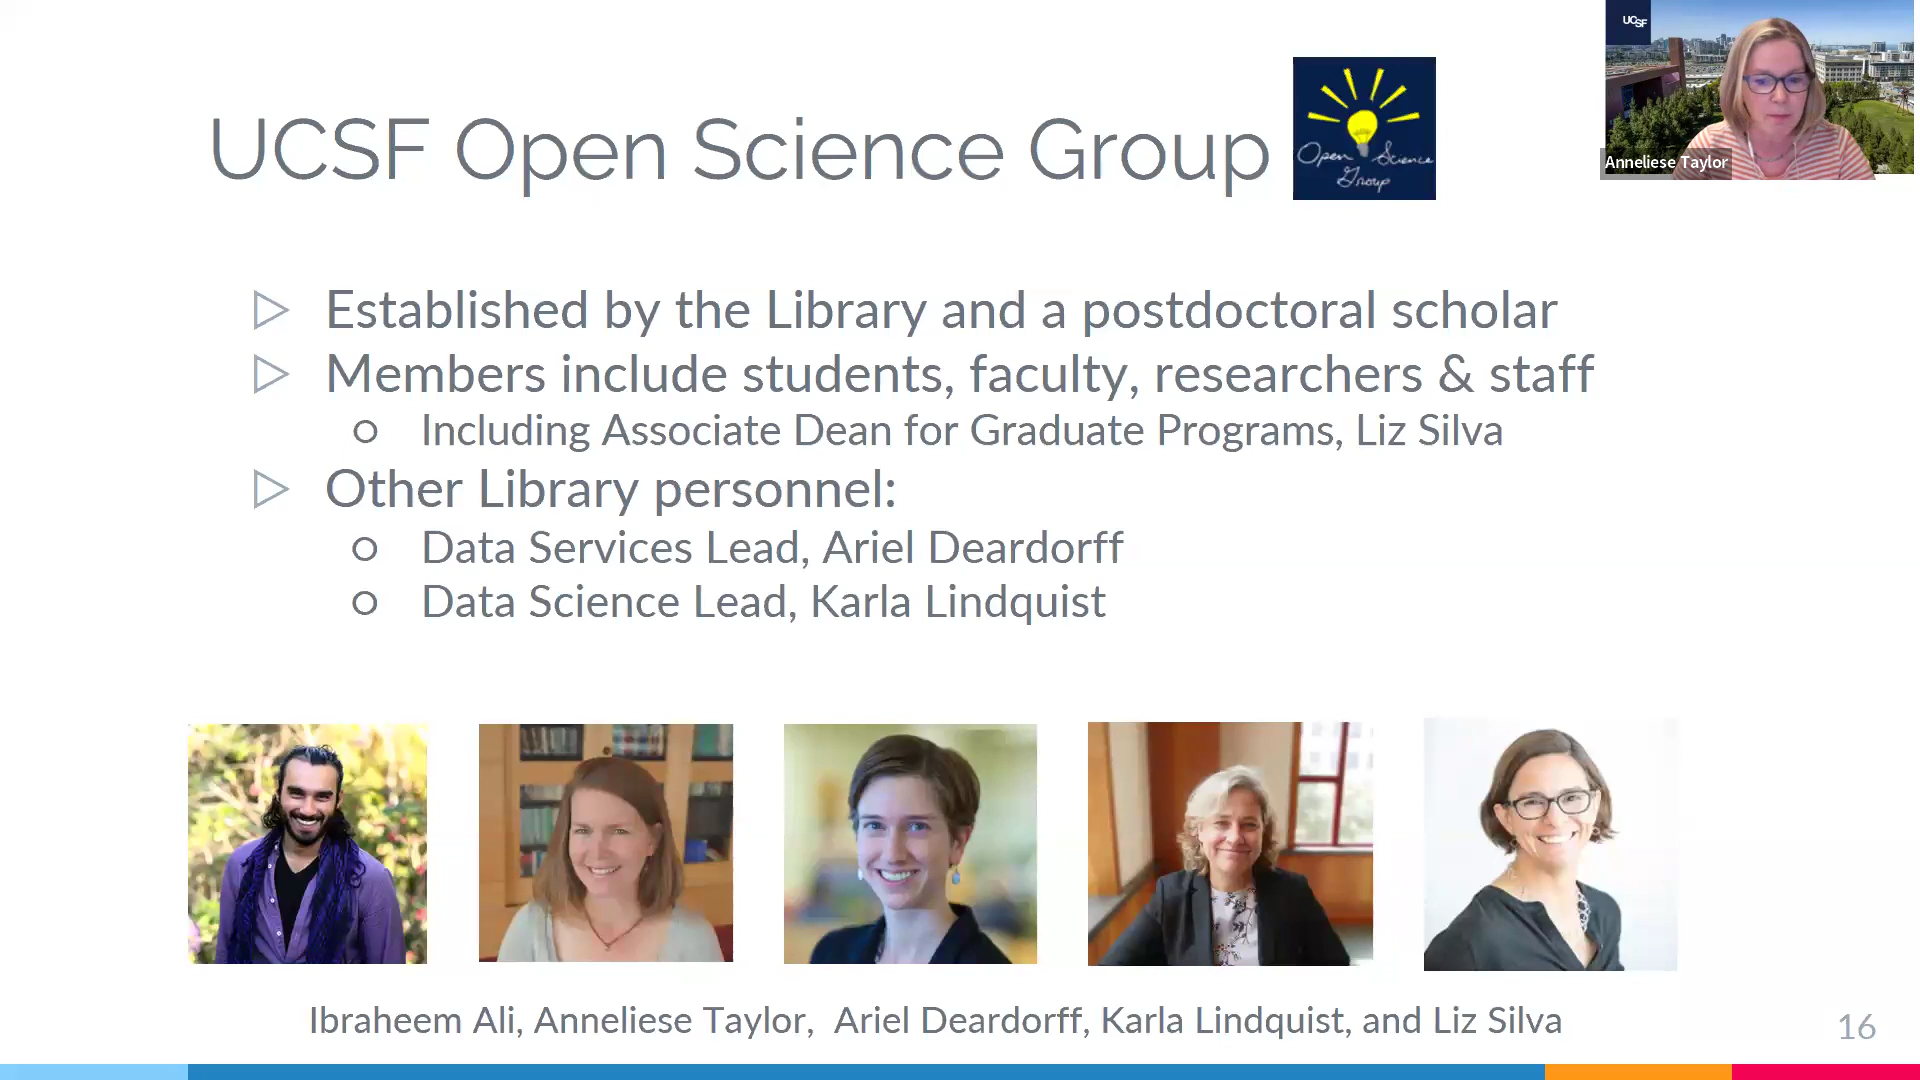 UCSF
UCSF Open Science Group
Open Science
Group
Anneliese Taylor
Established by the Library and a postdoctoral scholar
Members include students, faculty, researchers & staff
Including Associate Dean for Graduate Programs, Liz Silva
Other Library personnel:
Data Services Lead, Ariel Deardorff
Data Science Lead, Karla Lindquist
Ibraheem Ali, Anneliese Taylor, Ariel Deardorff, Karla Lindquist, and Liz Silva
16